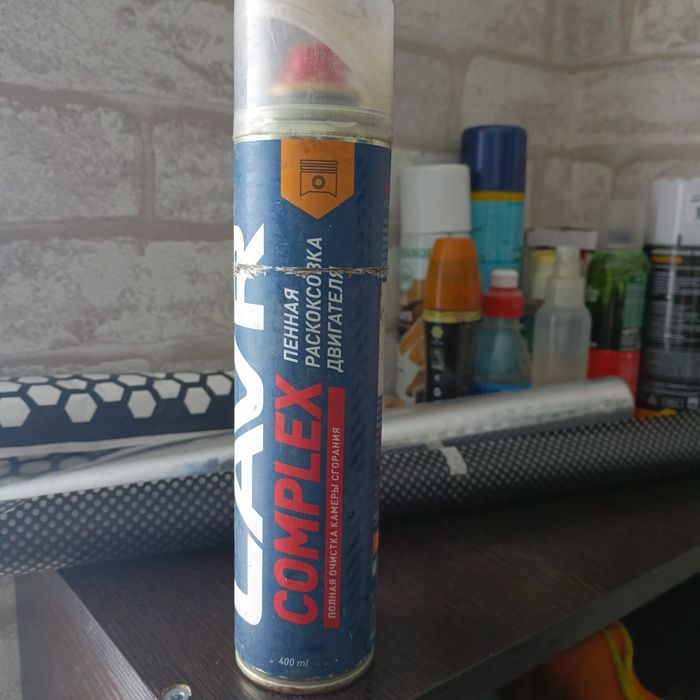 LAVR
COMPLEX
ПЕННАЯ
РАСКОКСОВКА
ДВИГАТЕЛЯ
ПОЛНАЯ ОЧИСТКА КАМЕРЫ СГОРАНИЯ
400 ml